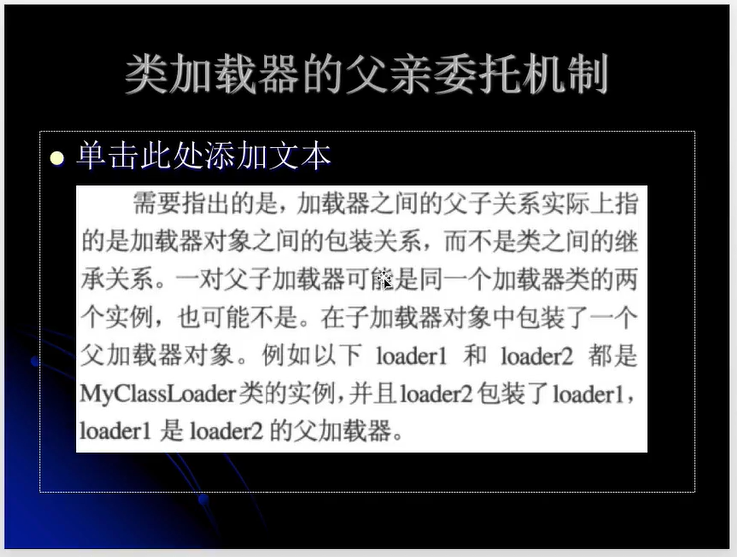 类加载器的父亲委托机制
单击此处添加文本
需要指出的是，加载器之间的父子关系实际上指
的是加载器对象之间的包装关系，而不是类之间的继
承关系。一对父子加载器可能是同一个加载器类的两
个实例，也可能不是。在子加载器对象中包装了一个
父加载器对象。例如以下 loader1 和 loader2 都是
MyClassLoader类的实例，并且loader2包装了loader1，
loader1 是 loader2 的父加载器。